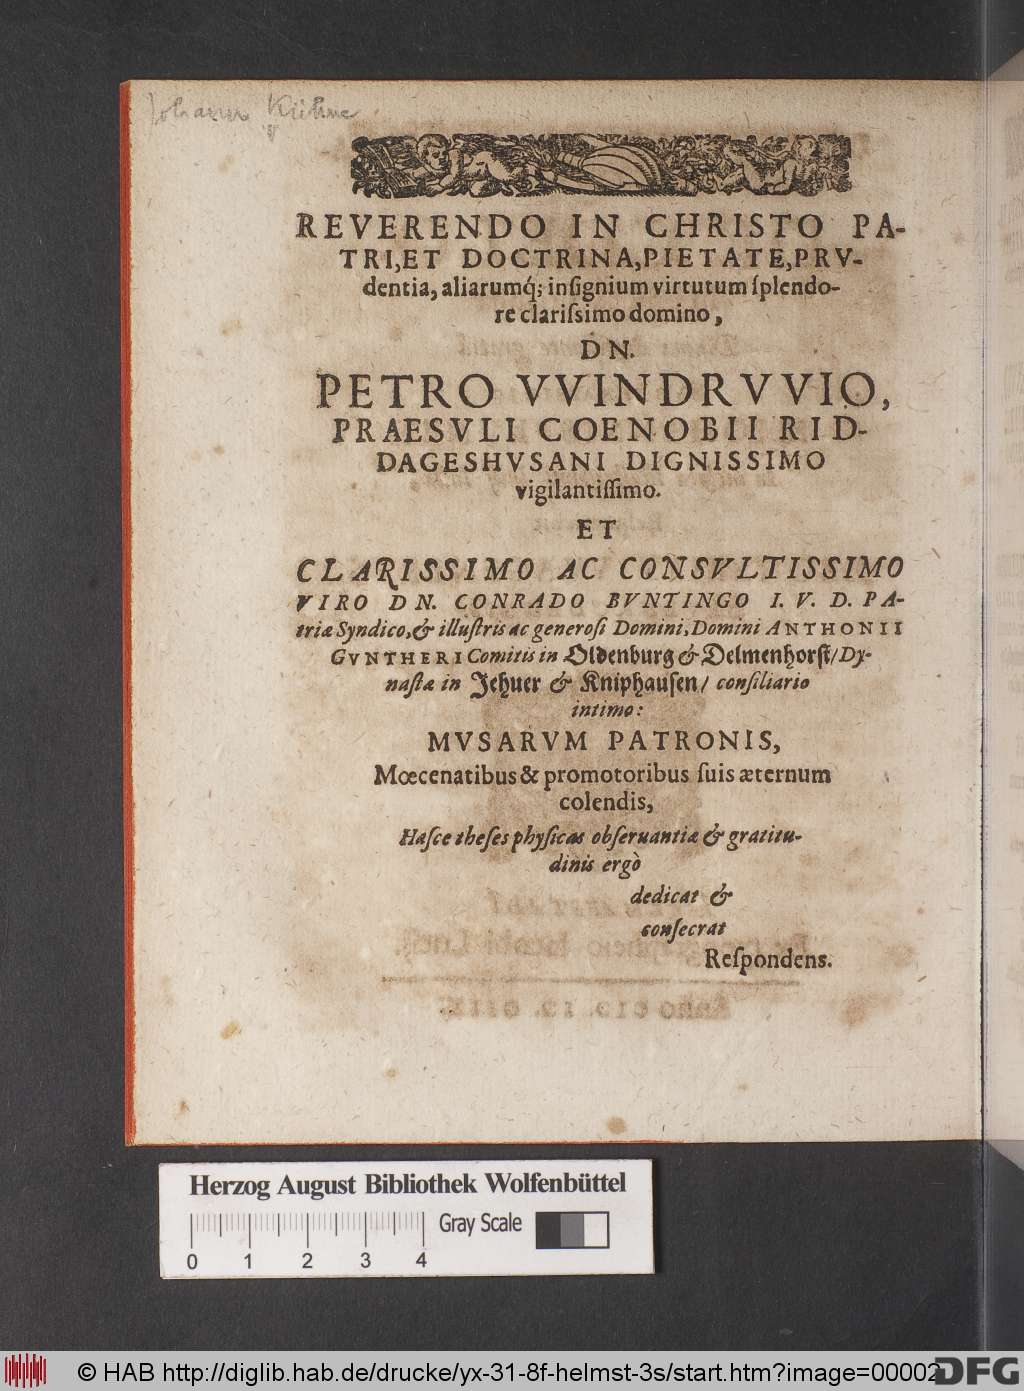 Johann Kühne
REVERENDO IN CHRISTO PA-
TRI, ET DOCTRINA, PIETATE, PRV-
dentia, aliarumq́; inſignium virtutum ſplendo-
re clariſsimo domino,
DN.
PETRO VVINDRVVIO,
PRAESVLI COENOBII RID-
DAGESHVSANI DIGNISSIMO
vigilantiſſimo.
ET
CLARISSIMO AC CONSVLTISSIMO
VIRO DN. CONRADO BVNTINGO I. V. D. PA-
triæ Syndico, & illuſtris ac generoſi Domini, Domini ANTHONII
GVNTHERI Comitis in Oldenburg & Delmenhorſt/ Dy-
naſtæ in Jehuer & Kniphauſen/ conſiliario
intimo:
MVSARVM PATRONIS,
Mœcenatibus & promotoribus ſuis æternum
colendis,
Haſce theſes phyſicas obſeruantiæ & gratitu-
dinis ergò
dedicat &
conſecrat
Reſpondens.
Herzog August Bibliothek Wolfenbüttel
Gray Scale
0 1 2 3 4
© HAB http://diglib.hab.de/drucke/yx-31-8f-helmst-3s/start.htm?image=00002
DFG